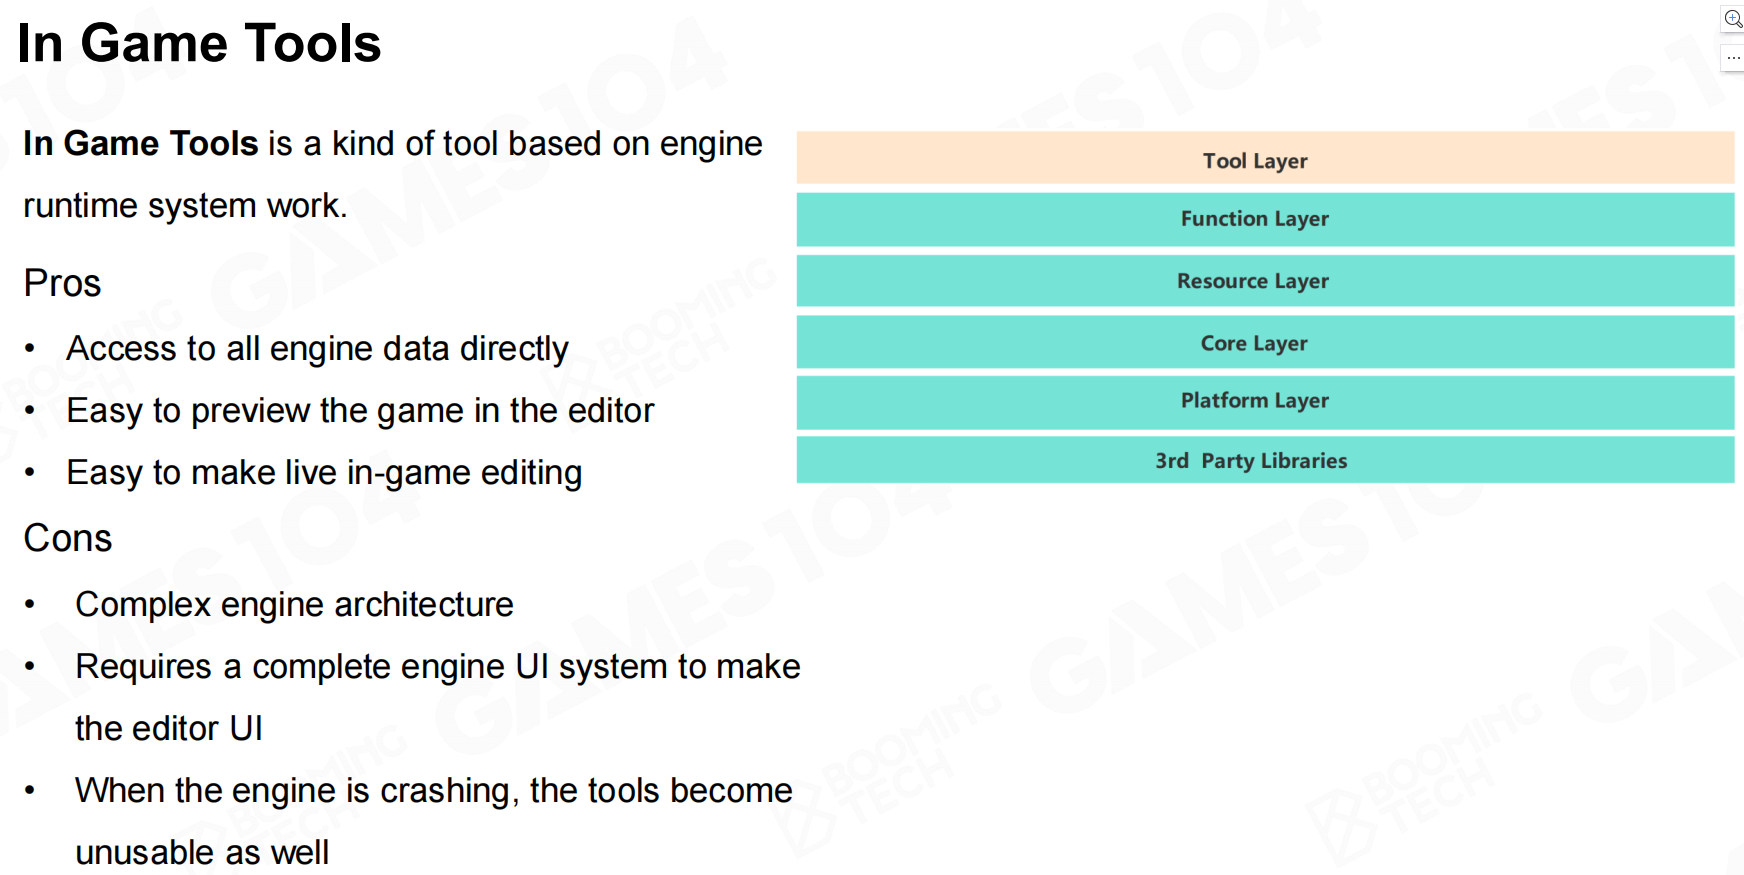 In Game Tools
In Game Tools is a kind of tool based on engine
runtime system work.
Pros
• Access to all engine data directly
• Easy to preview the game in the editor
• Easy to make live in-game editing
Cons
• Complex engine architecture
• Requires a complete engine UI system to make
the editor UI
• When the engine is crashing, the tools become
unusable as well
Tool Layer
Function Layer
Resource Layer
Core Layer
Platform Layer
3rd Party Libraries
GAMES 104
BOOMING
TECH